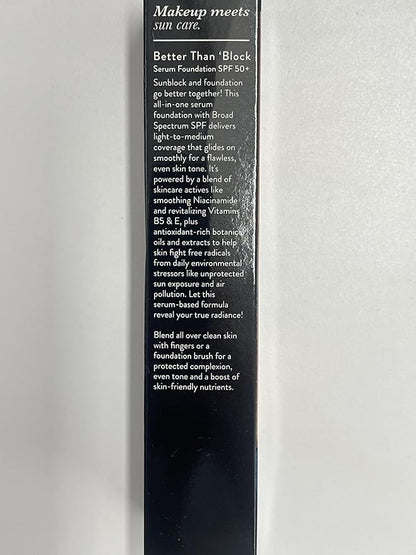 Makeup meets
sun care.
Better Than ‘Block
Serum Foundation SPF 50+
Sunblock and foundation
go better together! This
all-in-one serum
foundation with Broad
Spectrum SPF delivers
light-to-medium
coverage that glides on
smoothly for a flawless,
even skin tone. It's
powered by a blend of
skincare actives like
smoothing Niacinamide
and revitalizing Vitamins
B5 & E, plus
antioxidant-rich botanical
oils and extracts to help
skin fight free radicals
from daily environmental
stressors like unprotected
sun exposure and air
pollution. Let this
serum-based formula
reveal your true radiance!
Blend all over clean skin
with fingers or a
foundation brush for a
protected complexion,
even tone and a boost of
skin-friendly nutrients.